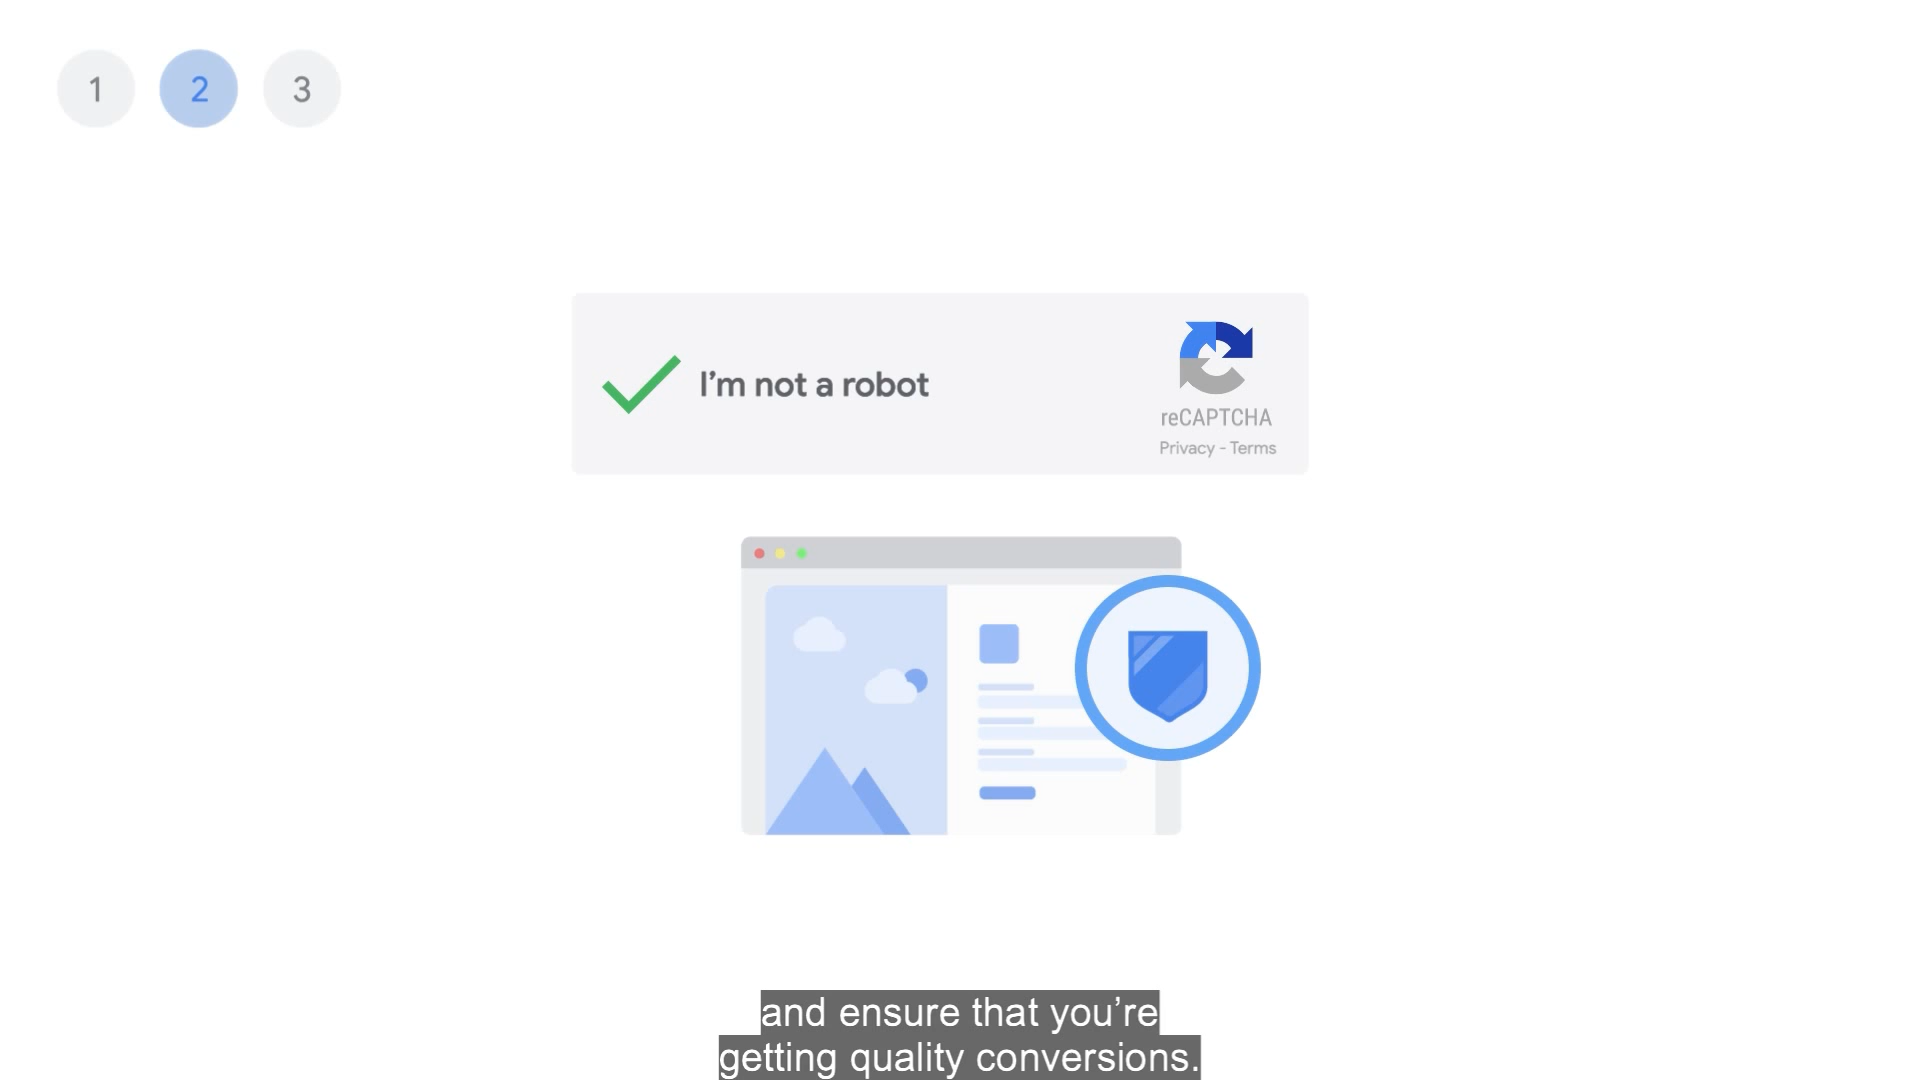 1 2 3
I’m not a robot
reCAPTCHA
Privacy - Terms
and ensure that you’re
getting quality conversions.